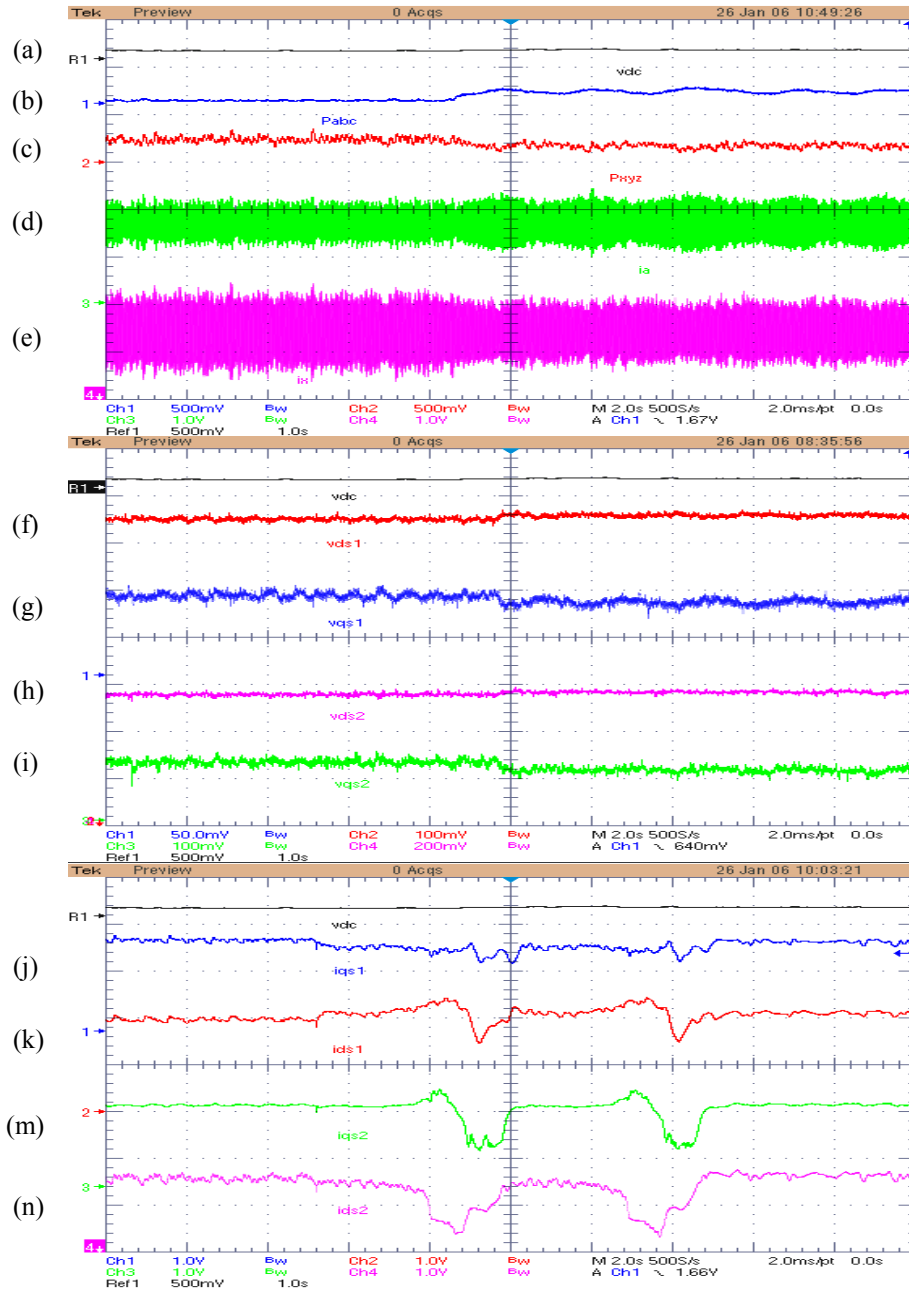 Tek Preview 0 Acqs 26 Jan 06 10:49:26
(a) R1
vdc
(b) 1
Pabc
(c) 2
Pxyz
(d)
ia
3
(e)
ix
4
Ch1 500mV Bw Ch2 500mV Bw M 2.0s 500S/s 2.0ms/pt 0.0s
Ch3 1.0V Bw Ch4 1.0V Bw A Ch1 1.67V
Ref1 500mV 1.0s
Tek Preview 0 Acqs 26 Jan 06 08:35:56
R1
vdc
(f)
vds1
(g)
vqs1
1
(h)
vds2
(i)
vqs2
Ch1 50.0mV Bw Ch2 100mV Bw M 2.0s 500S/s 2.0ms/pt 0.0s
Ch3 100mV Bw Ch4 200mV Bw A Ch1 640mV
Ref1 500mV 1.0s
Tek Preview 0 Acqs 26 Jan 06 10:03:21
R1
vdc
(j)
iqs1
1
(k)
ids1
2
(m)
iqs2
3
(n)
ids2
4
Ch1 1.0V Bw Ch2 1.0V Bw M 2.0s 500S/s 2.0ms/pt 0.0s
Ch3 1.0V Bw Ch4 1.0V Bw A Ch1 1.66V
Ref1 500mV 1.0s